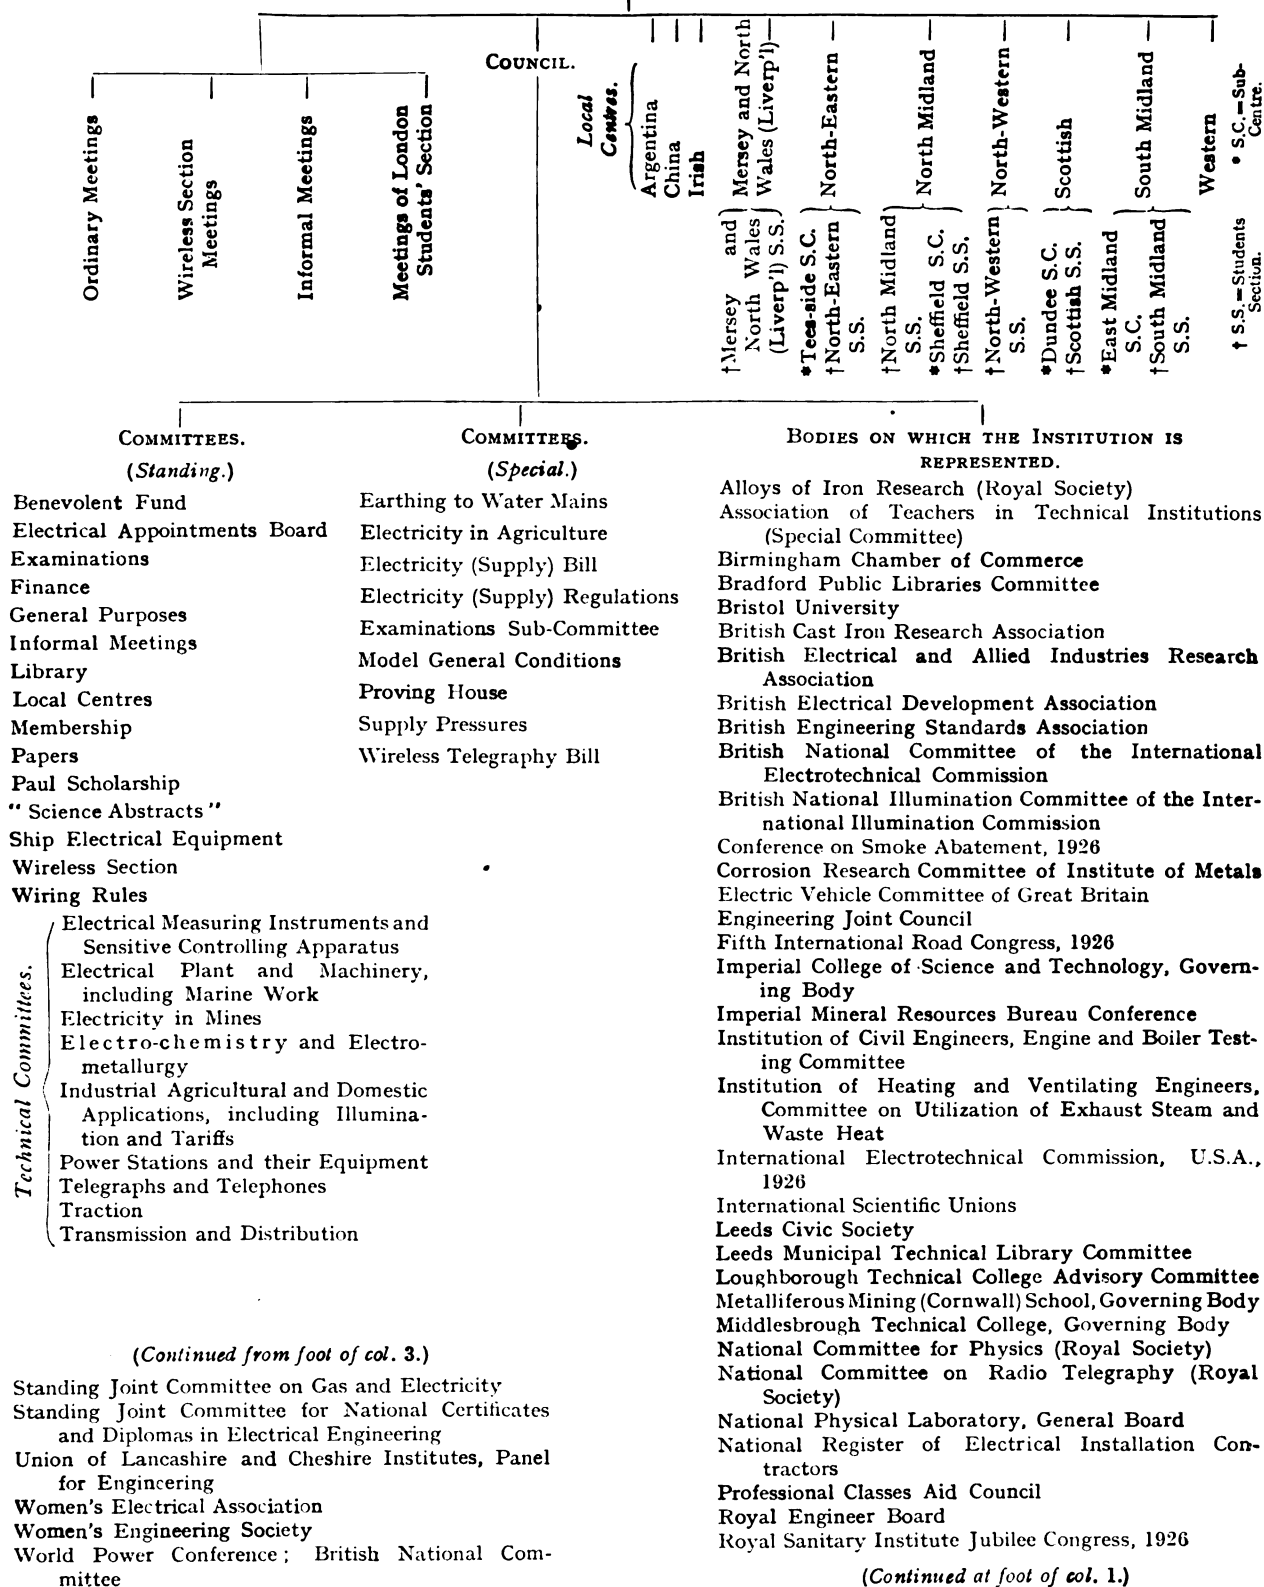 COUNCIL.
Ordinary Meetings
Wireless Section
Meetings
Informal Meetings
Meetings of London
Students' Section
Local
Centres.
Argentina
China
Irish
Mersey and North
Wales (Liverp'l)
North-Eastern
North Midland
North-Western
Scottish
South Midland
Western
* S.C.=Sub-
Centre.
†Mersey and
North Wales
(Liverp'l) S.S.
*Tees-side S.C.
†North-Eastern
S.S.
†North Midland
S.S.
*Sheffield S.C.
†Sheffield S.S.
†North-Western
S.S.
*Dundee S.C.
†Scottish S.S.
*East Midland
S.C.
†South Midland
S.S.
† S.S.=Students
Section.
COMMITTEES.
(Standing.)
Benevolent Fund
Electrical Appointments Board
Examinations
Finance
General Purposes
Informal Meetings
Library
Local Centres
Membership
Papers
Paul Scholarship
"Science Abstracts"
Ship Electrical Equipment
Wireless Section
Wiring Rules
Technical Committees.
Electrical Measuring Instruments and
Sensitive Controlling Apparatus
Electrical Plant and Machinery,
including Marine Work
Electricity in Mines
Electro-chemistry and Electro-
metallurgy
Industrial Agricultural and Domestic
Applications, including Illumina-
tion and Tariffs
Power Stations and their Equipment
Telegraphs and Telephones
Traction
Transmission and Distribution
COMMITTEES.
(Special.)
Earthing to Water Mains
Electricity in Agriculture
Electricity (Supply) Bill
Electricity (Supply) Regulations
Examinations Sub-Committee
Model General Conditions
Proving House
Supply Pressures
Wireless Telegraphy Bill
BODIES ON WHICH THE INSTITUTION IS
REPRESENTED.
Alloys of Iron Research (Royal Society)
Association of Teachers in Technical Institutions
(Special Committee)
Birmingham Chamber of Commerce
Bradford Public Libraries Committee
Bristol University
British Cast Iron Research Association
British Electrical and Allied Industries Research
Association
British Electrical Development Association
British Engineering Standards Association
British National Committee of the International
Electrotechnical Commission
British National Illumination Committee of the Inter-
national Illumination Commission
Conference on Smoke Abatement, 1926
Corrosion Research Committee of Institute of Metals
Electric Vehicle Committee of Great Britain
Engineering Joint Council
Fifth International Road Congress, 1926
Imperial College of Science and Technology, Govern-
ing Body
Imperial Mineral Resources Bureau Conference
Institution of Civil Engineers, Engine and Boiler Test-
ing Committee
Institution of Heating and Ventilating Engineers,
Committee on Utilization of Exhaust Steam and
Waste Heat
International Electrotechnical Commission, U.S.A.,
1926
International Scientific Unions
Leeds Civic Society
Leeds Municipal Technical Library Committee
Loughborough Technical College Advisory Committee
Metalliferous Mining (Cornwall) School, Governing Body
Middlesbrough Technical College, Governing Body
National Committee for Physics (Royal Society)
National Committee on Radio Telegraphy (Royal
Society)
National Physical Laboratory, General Board
National Register of Electrical Installation Con-
tractors
Professional Classes Aid Council
Royal Engineer Board
Royal Sanitary Institute Jubilee Congress, 1926
(Continued at foot of col. 1.)
(Continued from foot of col. 3.)
Standing Joint Committee on Gas and Electricity
Standing Joint Committee for National Certificates
and Diplomas in Electrical Engineering
Union of Lancashire and Cheshire Institutes, Panel
for Engineering
Women's Electrical Association
Women's Engineering Society
World Power Conference; British National Com-
mittee